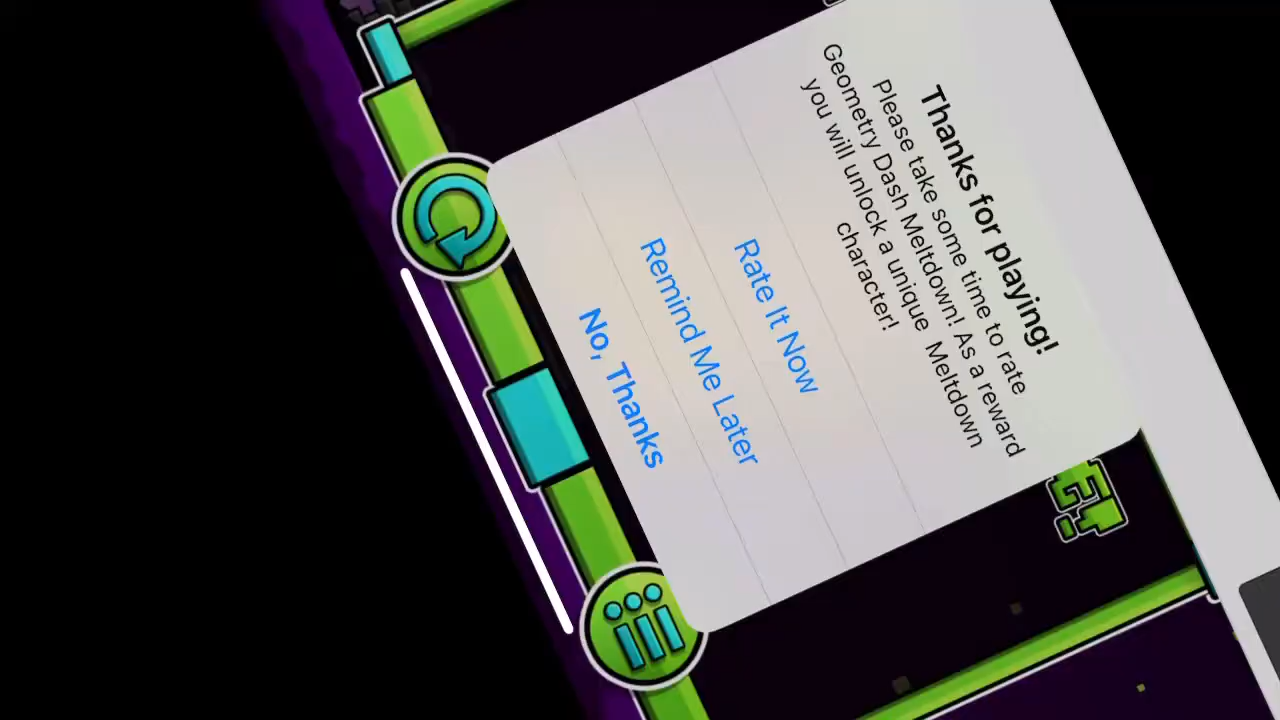 Thanks for playing!
Please take some time to rate
Geometry Dash Meltdown! As a reward
you will unlock a unique Meltdown
character!
Rate It Now
Remind Me Later
No, Thanks
E!